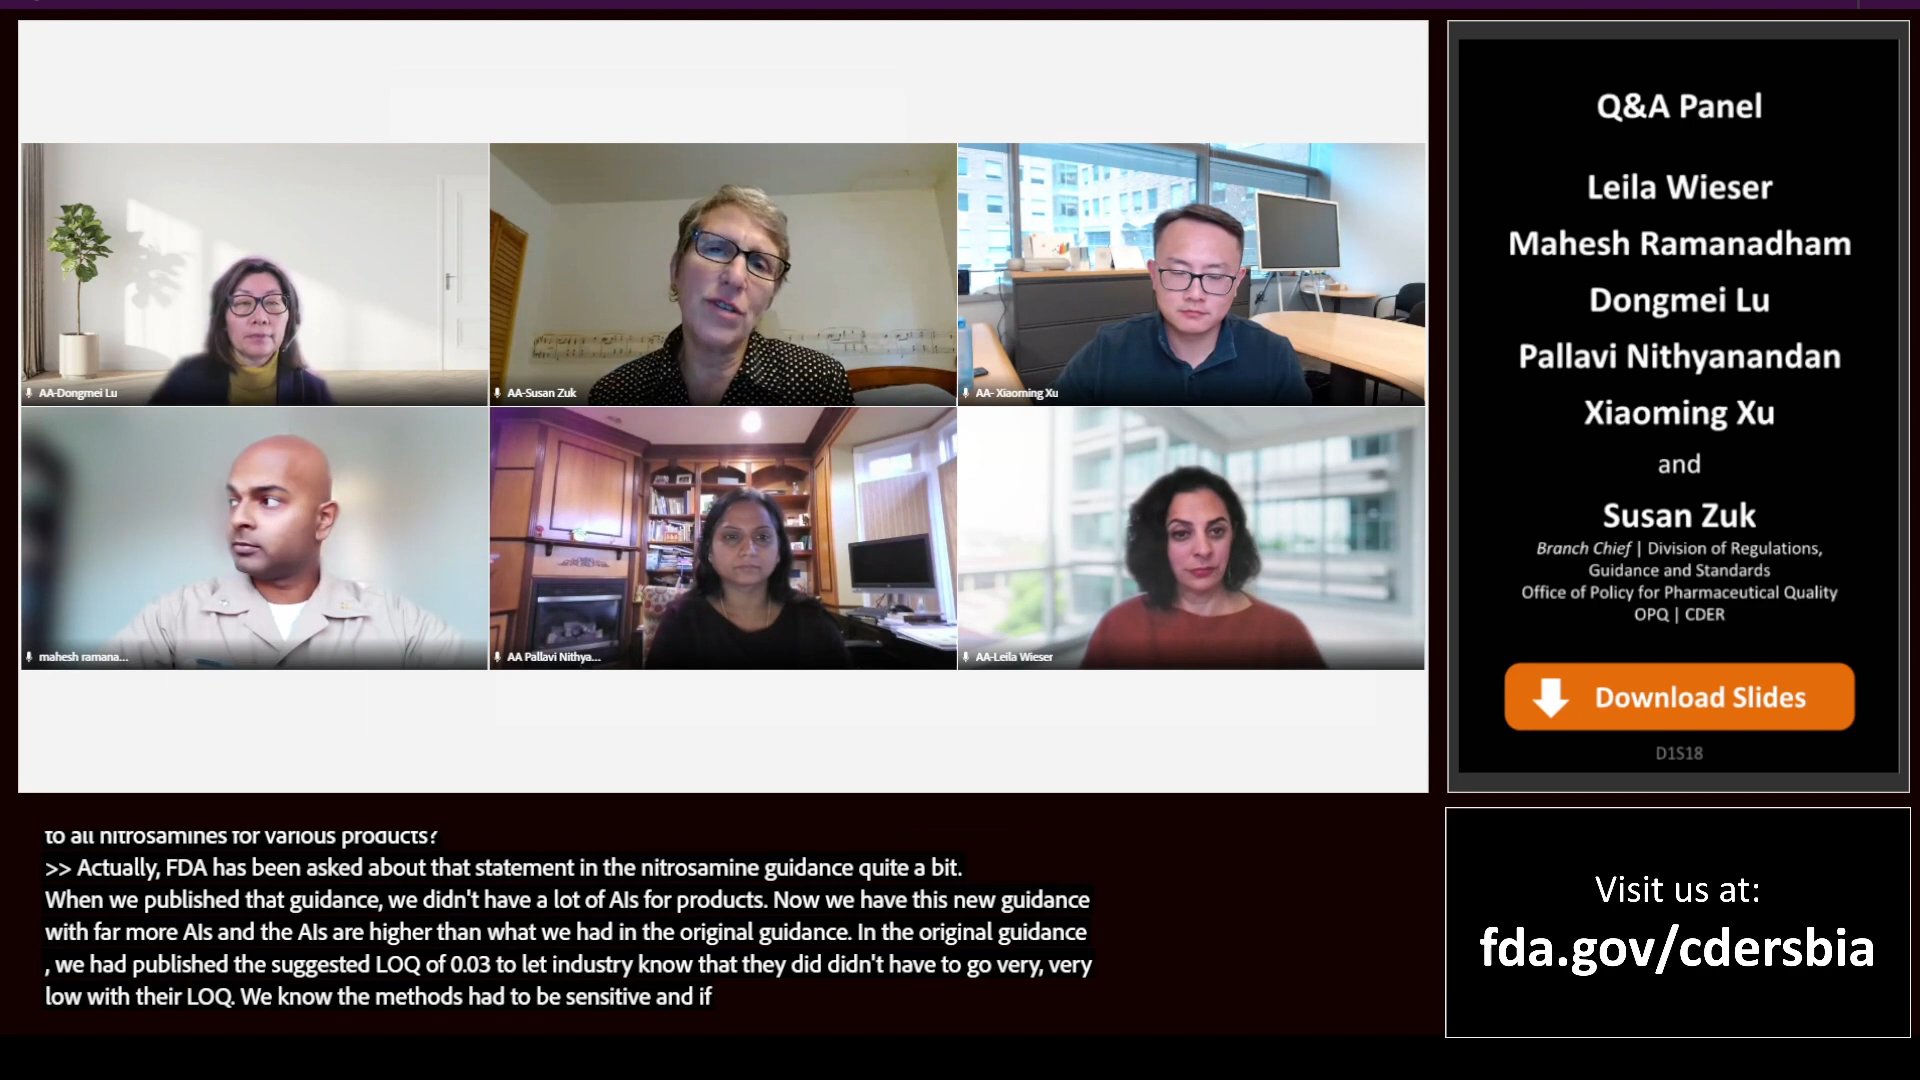 AA-Dongmei Lu
AA-Susan Zuk
AA- Xiaoming Xu
mahesh ramana...
AA Pallavi Nithya...
AA-Leila Wieser
Q&A Panel
Leila Wieser
Mahesh Ramanadham
Dongmei Lu
Pallavi Nithyanandan
Xiaoming Xu
and
Susan Zuk
Branch Chief | Division of Regulations,
Guidance and Standards
Office of Policy for Pharmaceutical Quality
OPQ | CDER
Download Slides
D1S18
to all nitrosamines for various products?
>> Actually, FDA has been asked about that statement in the nitrosamine guidance quite a bit.
When we published that guidance, we didn't have a lot of AIs for products. Now we have this new guidance
with far more AIs and the AIs are higher than what we had in the original guidance. In the original guidance
, we had published the suggested LOQ of 0.03 to let industry know that they did didn't have to go very, very
low with their LOQ. We know the methods had to be sensitive and if
Visit us at:
fda.gov/cdersbia